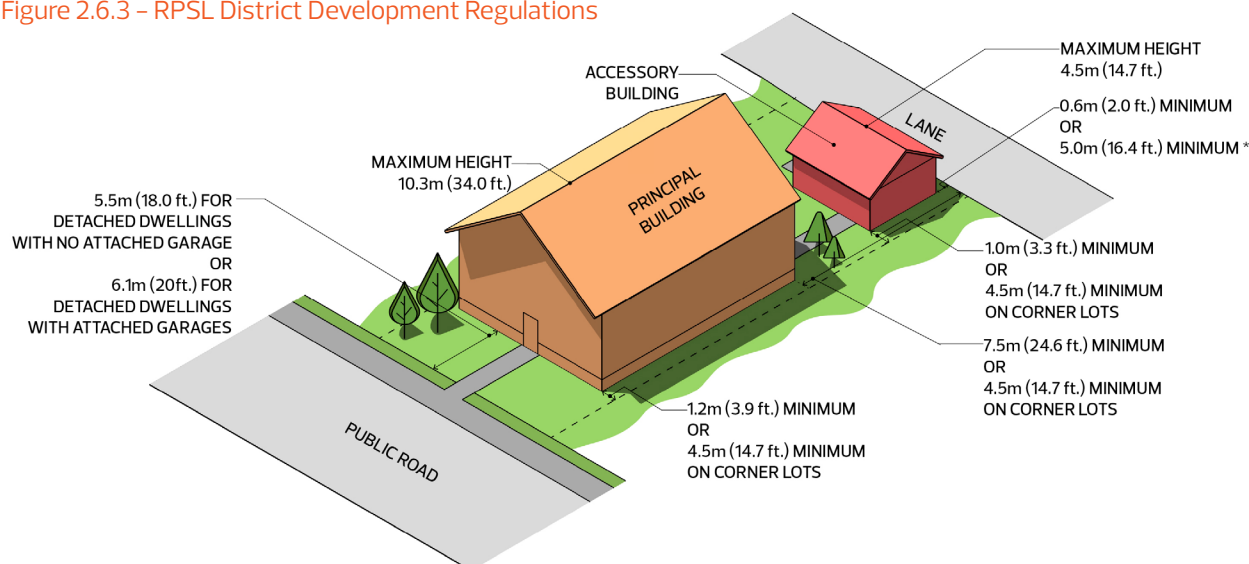 Figure 2.6.3 – RPSL District Development Regulations
MAXIMUM HEIGHT
4.5m (14.7 ft.)
ACCESSORY
BUILDING
0.6m (2.0 ft.) MINIMUM
OR
5.0m (16.4 ft.) MINIMUM *
LANE
MAXIMUM HEIGHT
10.3m (34.0 ft.)
PRINCIPAL
BUILDING
5.5m (18.0 ft.) FOR
DETACHED DWELLINGS
WITH NO ATTACHED GARAGE
OR
6.1m (20ft.) FOR
DETACHED DWELLINGS
WITH ATTACHED GARAGES
1.0m (3.3 ft.) MINIMUM
OR
4.5m (14.7 ft.) MINIMUM
ON CORNER LOTS
7.5m (24.6 ft.) MINIMUM
OR
4.5m (14.7 ft.) MINIMUM
ON CORNER LOTS
1.2m (3.9 ft.) MINIMUM
OR
4.5m (14.7 ft.) MINIMUM
ON CORNER LOTS
PUBLIC ROAD